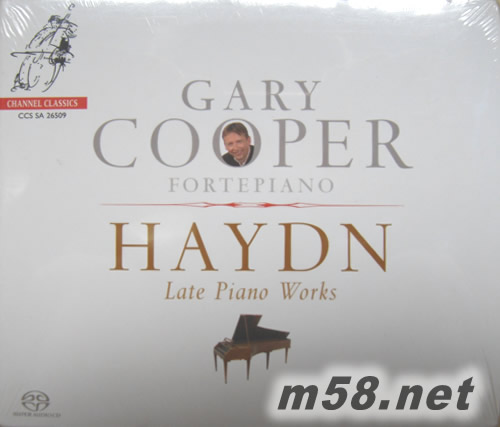 CHANNEL CLASSICS
CCS SA 26509
GARY
COOPER
FORTEPIANO
HAYDN
Late Piano Works
m58.net